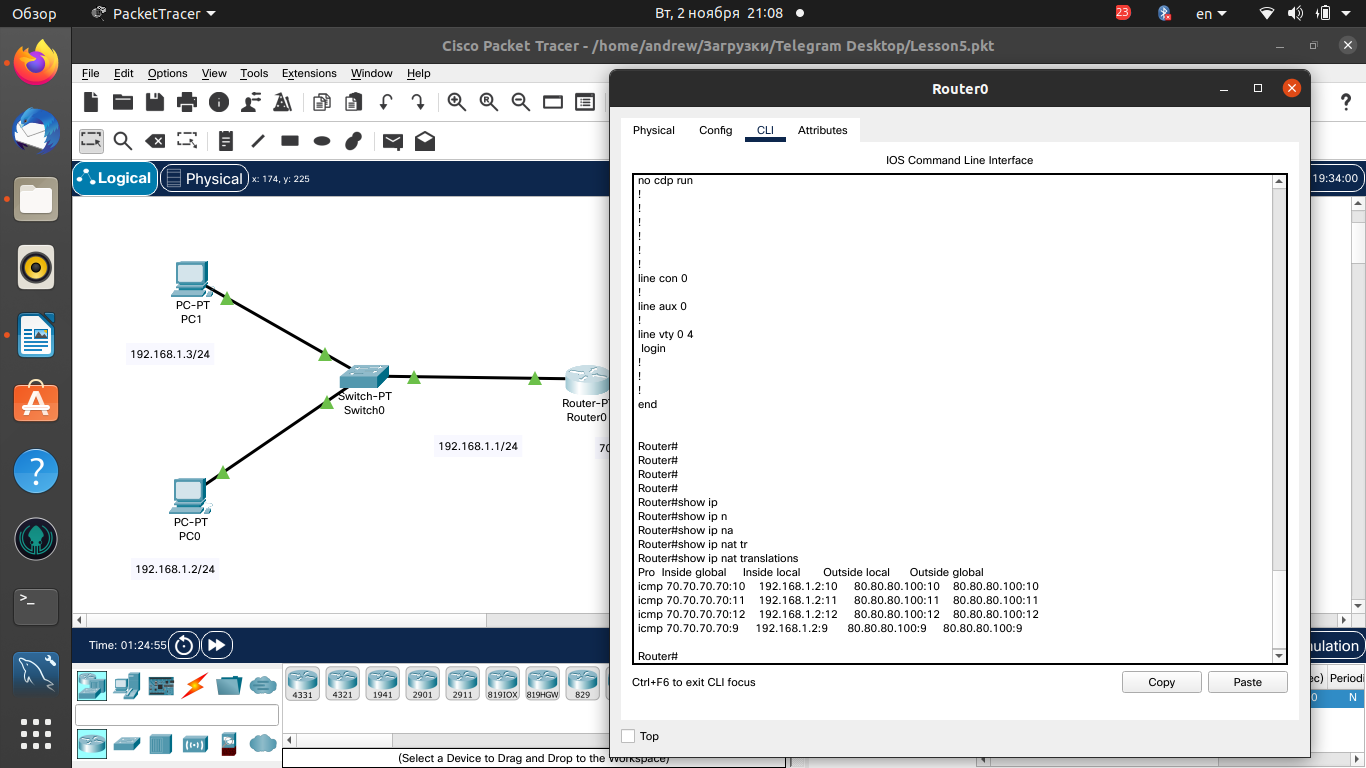 Обзор PacketTracer Вт, 2 ноября 21:08 23 en
Cisco Packet Tracer - /home/andrew/Загрузки/Telegram Desktop/Lesson5.pkt
File Edit Options View Tools Extensions Window Help
Logical Physical x: 174, y: 225
19:34:00
PC-PT
PC1
192.168.1.3/24
Switch-PT
Switch0
Router-PT
Router0
192.168.1.1/24
70
PC-PT
PC0
192.168.1.2/24
Time: 01:24:55
4331 4321 1941 2901 2911 819IOX 819HGW 829
(Select a Device to Drag and Drop to the Workspace)
Router0
Physical Config CLI Attributes
IOS Command Line Interface
no cdp run
!
!
!
!
!
!
line con 0
!
line aux 0
!
line vty 0 4
login
!
!
!
end
Router#
Router#
Router#
Router#
Router#show ip
Router#show ip n
Router#show ip na
Router#show ip nat tr
Router#show ip nat translations
Pro Inside global Inside local Outside local Outside global
icmp 70.70.70.70:10 192.168.1.2:10 80.80.80.100:10 80.80.80.100:10
icmp 70.70.70.70:11 192.168.1.2:11 80.80.80.100:11 80.80.80.100:11
icmp 70.70.70.70:12 192.168.1.2:12 80.80.80.100:12 80.80.80.100:12
icmp 70.70.70.70:9 192.168.1.2:9 80.80.80.100:9 80.80.80.100:9
Router#
Ctrl+F6 to exit CLI focus
Copy Paste
Top
mulation
ec) Periodi
0 N